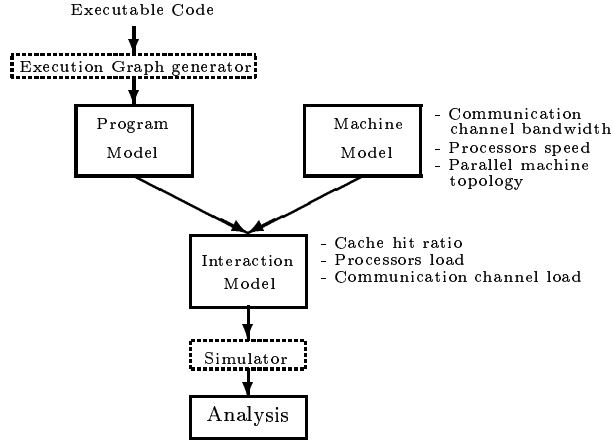 Executable Code
Execution Graph generator
Program
Model
Machine
Model
- Communication
channel bandwidth
- Processors speed
- Parallel machine
topology
Interaction
Model
- Cache hit ratio
- Processors load
- Communication channel load
Simulator
Analysis